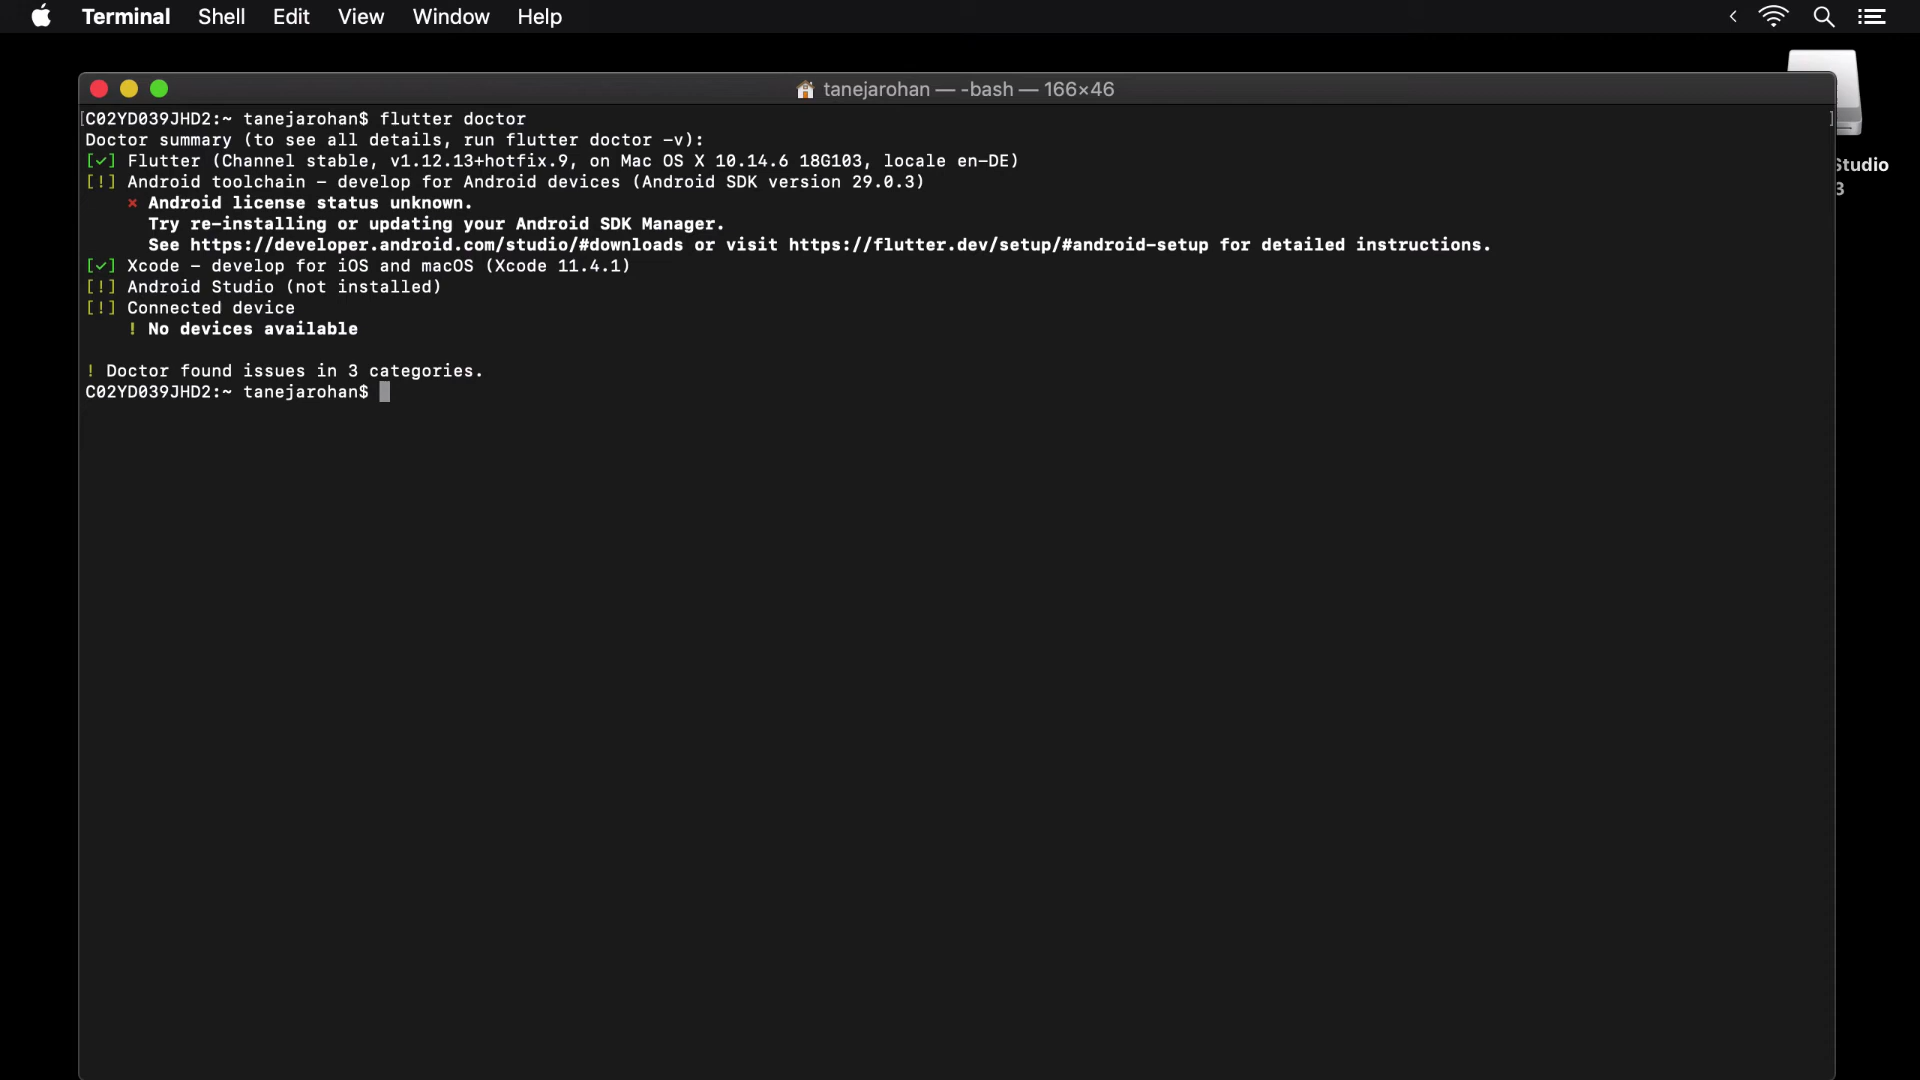 Terminal Shell Edit View Window Help
tanejarohan — -bash — 166×46
[C02YD039JHD2:~ tanejarohan$ flutter doctor ]
Doctor summary (to see all details, run flutter doctor -v):
[✓] Flutter (Channel stable, v1.12.13+hotfix.9, on Mac OS X 10.14.6 18G103, locale en-DE)
[!] Android toolchain - develop for Android devices (Android SDK version 29.0.3)
✗ Android license status unknown.
Try re-installing or updating your Android SDK Manager.
See https://developer.android.com/studio/#downloads or visit https://flutter.dev/setup/#android-setup for detailed instructions.
[✓] Xcode - develop for iOS and macOS (Xcode 11.4.1)
[!] Android Studio (not installed)
[!] Connected device
! No devices available
! Doctor found issues in 3 categories.
C02YD039JHD2:~ tanejarohan$
Studio
3